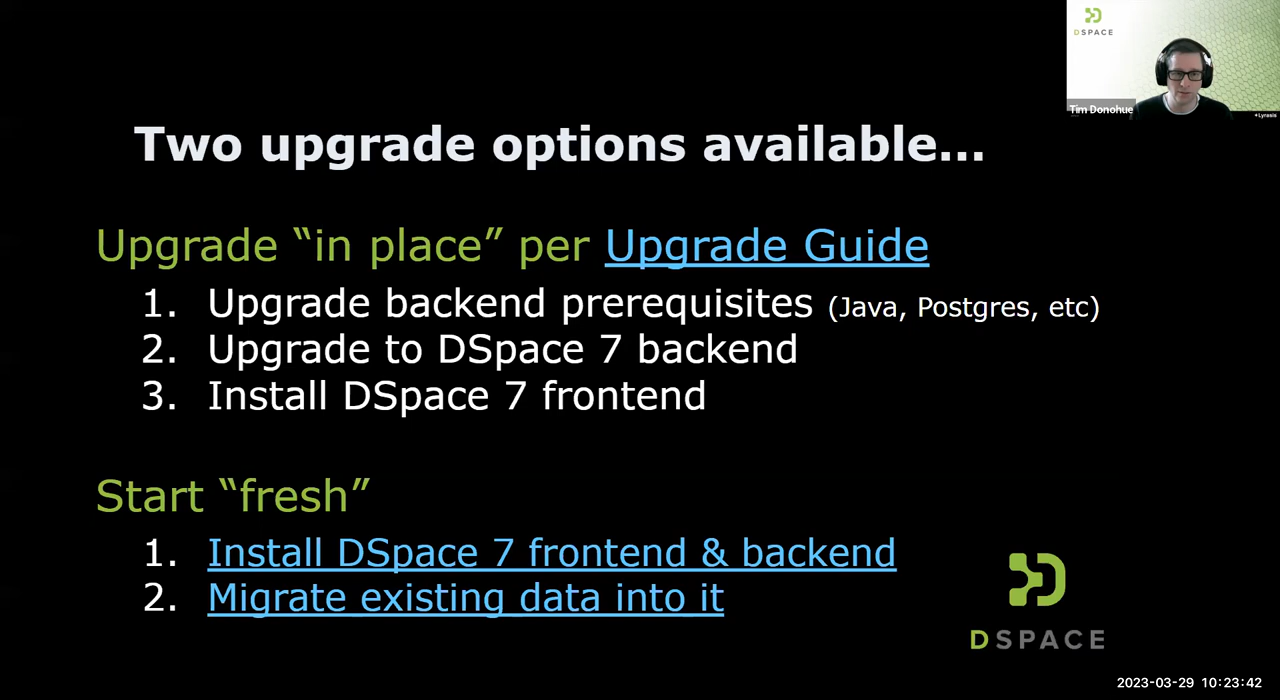 DSPACE
Tim Donohue
Lyrasis
Two upgrade options available...
Upgrade “in place” per Upgrade Guide
1. Upgrade backend prerequisites (Java, Postgres, etc)
2. Upgrade to DSpace 7 backend
3. Install DSpace 7 frontend
Start “fresh”
1. Install DSpace 7 frontend & backend
2. Migrate existing data into it
DSPACE
2023-03-29 10:23:42